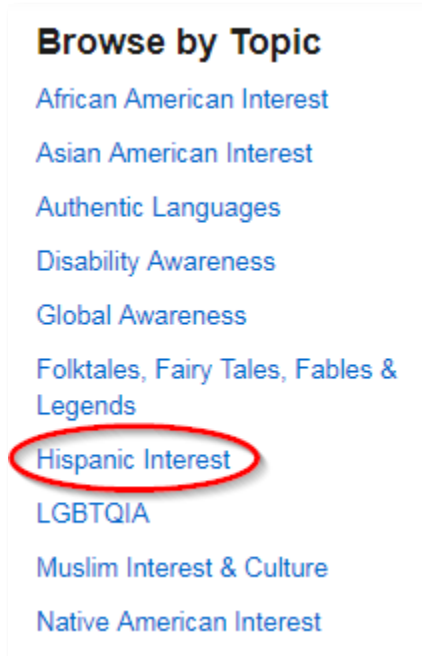 Browse by Topic
African American Interest
Asian American Interest
Authentic Languages
Disability Awareness
Global Awareness
Folktales, Fairy Tales, Fables &
Legends
Hispanic Interest
LGBTQIA
Muslim Interest & Culture
Native American Interest